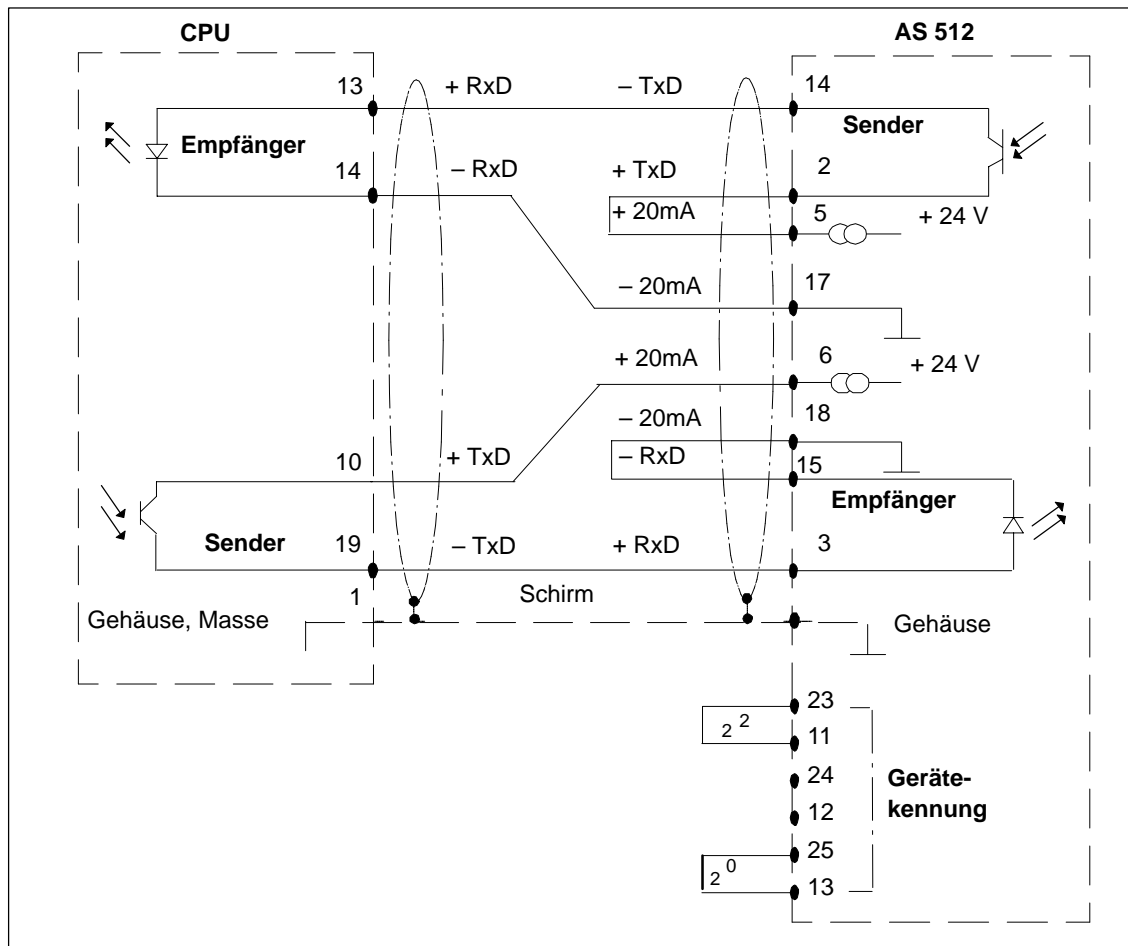 CPU
AS 512
13
+ RxD
– TxD
14
Empfänger
Sender
14
– RxD
+ TxD
2
+ 20mA
5
+ 24 V
– 20mA
17
+ 20mA
6
+ 24 V
– 20mA
18
10
+ TxD
– RxD
15
Empfänger
Sender
19
– TxD
+ RxD
3
1
Schirm
Gehäuse, Masse
Gehäuse
23
2 2
11
24
Geräte-
12
kennung
25
2 0
13